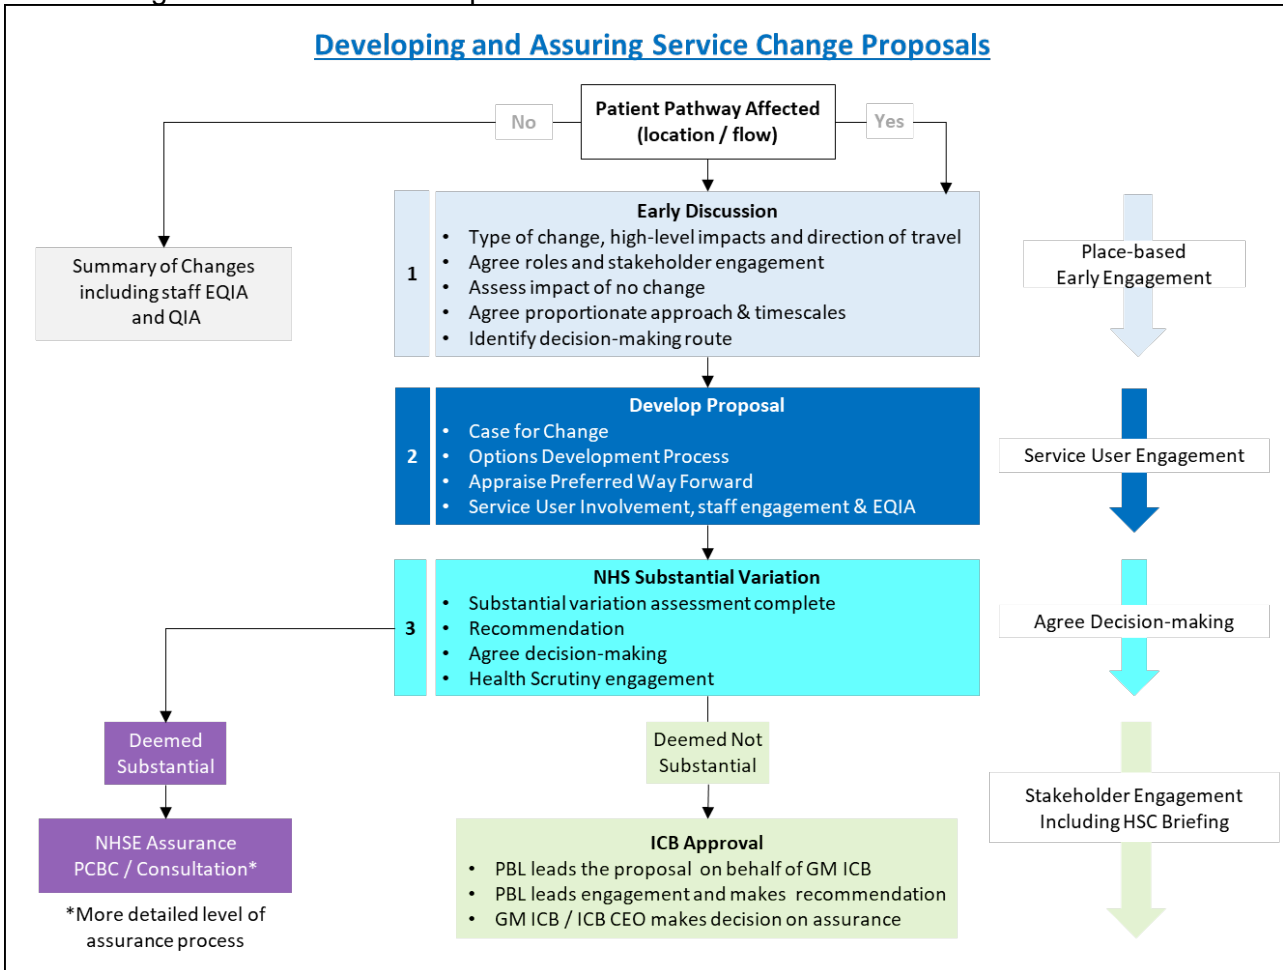 Developing and Assuring Service Change Proposals
Patient Pathway Affected
(location / flow)
No
Yes
1
Early Discussion
• Type of change, high-level impacts and direction of travel
• Agree roles and stakeholder engagement
• Assess impact of no change
• Agree proportionate approach & timescales
• Identify decision-making route
Summary of Changes
including staff EQIA
and QIA
Place-based
Early Engagement
2
Develop Proposal
• Case for Change
• Options Development Process
• Appraise Preferred Way Forward
• Service User Involvement, staff engagement & EQIA
Service User Engagement
3
NHS Substantial Variation
• Substantial variation assessment complete
• Recommendation
• Agree decision-making
• Health Scrutiny engagement
Agree Decision-making
Deemed
Substantial
Deemed Not
Substantial
Stakeholder Engagement
Including HSC Briefing
NHSE Assurance
PCBC / Consultation*
*More detailed level of
assurance process
ICB Approval
• PBL leads the proposal on behalf of GM ICB
• PBL leads engagement and makes recommendation
• GM ICB / ICB CEO makes decision on assurance